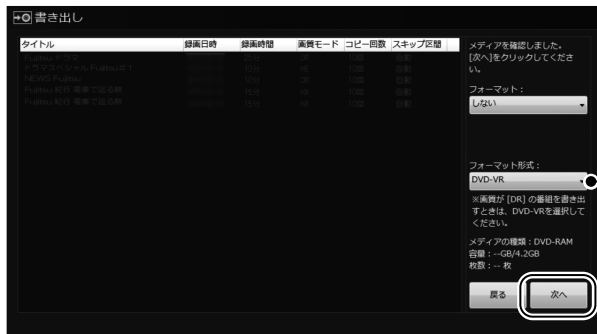 書き出し
タイトル 録画日時 録画時間 画質モード コピー回数 スキップ区間
Fujitsu ドラマ
ドラマスペシャル Fujitsu＃1
NEWS Fujitsu
Fujitsu 紀行 電車で巡る旅
Fujitsu 紀行 電車で巡る旅
メディアを確認しました。
[次へ]をクリックしてくださ
い。
フォーマット：
しない
フォーマット形式：
DVD-VR
※画質が [DR] の番組を書き出
すときは、DVD-VRを選択して
ください。
メディアの種類：DVD-RAM
容量：--GB/4.2GB
枚数：-- 枚
戻る 次へ